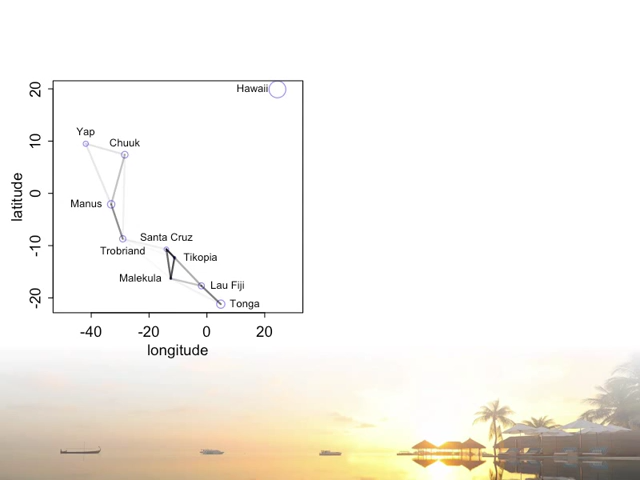 20
Hawaii
Yap
Chuuk
10
0
Manus
-10
Santa Cruz
Trobriand
Tikopia
Malekula
Lau Fiji
-20
Tonga
latitude
-40 -20 0 20
longitude